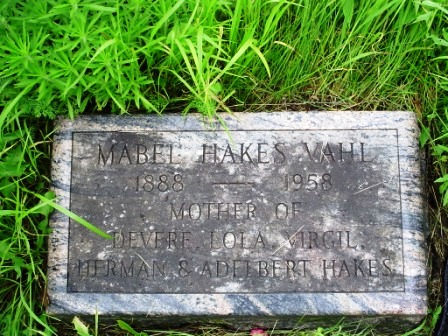 MABEL HAKES VAHL
1888 — 1958
MOTHER OF
DEVERE, LOLA, VIRGIL,
HERMAN & ADELBERT HAKES